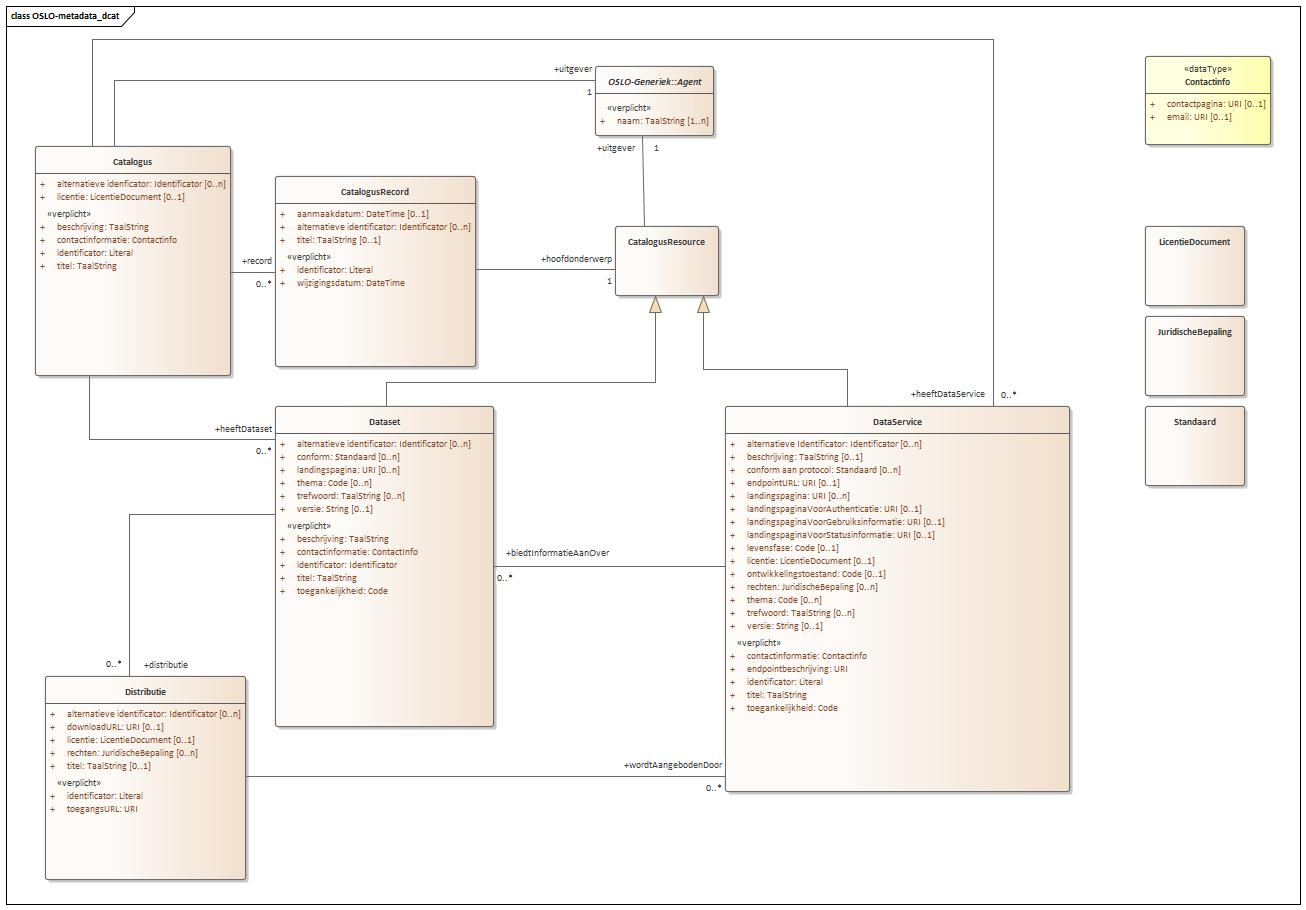 class OSLO-metadata_dcat
+uitgever
1
OSLO-Generiek::Agent
«verplicht»
+ naam: TaalString [1..n]
+uitgever 1
«dataType»
Contactinfo
+ contactpagina: URI [0..1]
+ email: URI [0..1]
Catalogus
+ alternatieve idenficator: Identificator [0..n]
+ licentie: LicentieDocument [0..1]
«verplicht»
+ beschrijving: TaalString
+ contactinformatie: Contactinfo
+ identificator: Literal
+ titel: TaalString
+record
0..*
CatalogusRecord
+ aanmaakdatum: DateTime [0..1]
+ alternatieve identificator: Identificator [0..n]
+ titel: TaalString [0..1]
«verplicht»
+ identificator: Literal
+ wijzigingsdatum: DateTime
+hoofdonderwerp
1
CatalogusResource
LicentieDocument
JuridischeBepaling
Standaard
+heeftDataService 0..*
+heeftDataset
0..*
Dataset
+ alternatieve identificator: Identificator [0..n]
+ conform: Standaard [0..n]
+ landingspagina: URI [0..n]
+ thema: Code [0..n]
+ trefwoord: TaalString [0..n]
+ versie: String [0..1]
«verplicht»
+ beschrijving: TaalString
+ contactinformatie: ContactInfo
+ identificator: Identificator
+ titel: TaalString
+ toegankelijkheid: Code
+biedtInformatieAanOver
0..*
DataService
+ alternatieve Identificator: Identificator [0..n]
+ beschrijving: TaalString [0..1]
+ conform aan protocol: Standaard [0..n]
+ endpointURL: URI [0..1]
+ landingspagina: URI [0..n]
+ landingspaginaVoorAuthenticatie: URI [0..1]
+ landingspaginaVoorGebruiksinformatie: URI [0..1]
+ landingspaginaVoorStatusinformatie: URI [0..1]
+ levensfase: Code [0..1]
+ licentie: LicentieDocument [0..1]
+ ontwikkelingstoestand: Code [0..1]
+ rechten: JuridischeBepaling [0..n]
+ thema: Code [0..n]
+ trefwoord: TaalString [0..n]
+ versie: String [0..1]
«verplicht»
+ contactinformatie: Contactinfo
+ endpointbeschrijving: URI
+ identificator: Literal
+ titel: TaalString
+ toegankelijkheid: Code
0..* +distributie
Distributie
+ alternatieve identificator: Identificator [0..n]
+ downloadURL: URI [0..1]
+ licentie: LicentieDocument [0..1]
+ rechten: JuridischeBepaling [0..n]
+ titel: TaalString [0..1]
«verplicht»
+ identificator: Literal
+ toegangsURL: URI
+wordtAangebodenDoor
0..*